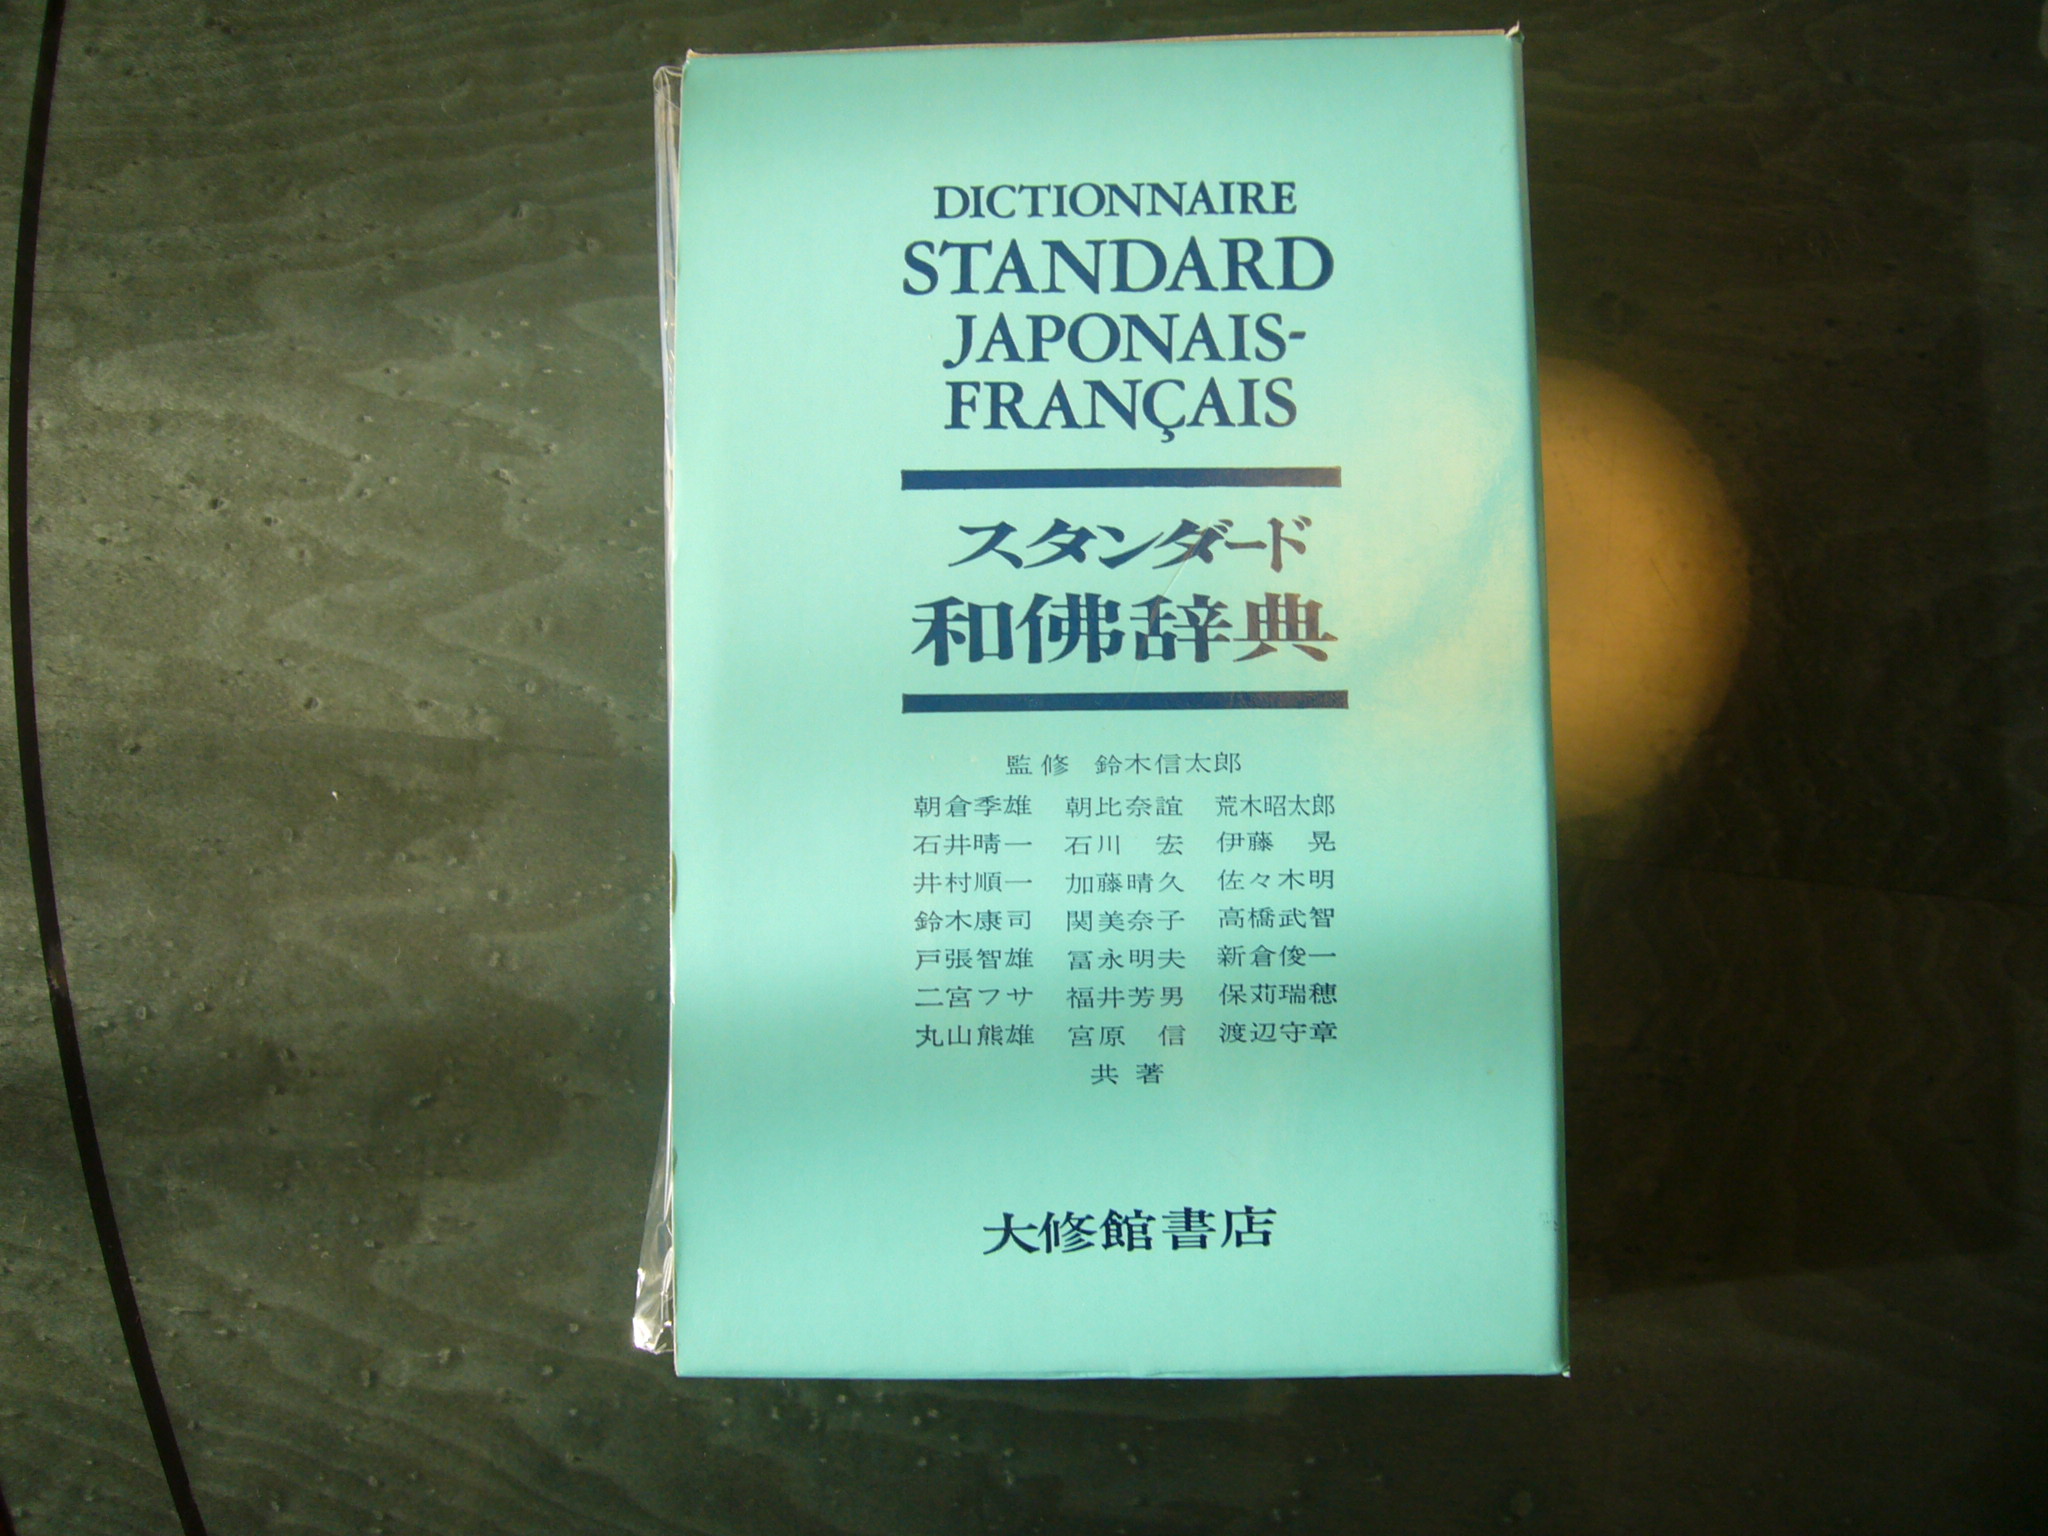 DICTIONNAIRE
STANDARD
JAPONAIS-
FRANÇAIS
スタンダード
和佛辞典
監修 鈴木信太郎
朝倉季雄 朝比奈誼 荒木昭太郎
石井晴一 石川 宏 伊藤 晃
井村順一 加藤晴久 佐々木明
鈴木康司 関美奈子 高橋武智
戸張智雄 冨永明夫 新倉俊一
二宮フサ 福井芳男 保苅瑞穂
丸山熊雄 宮原 信 渡辺守章
共著
大修館書店